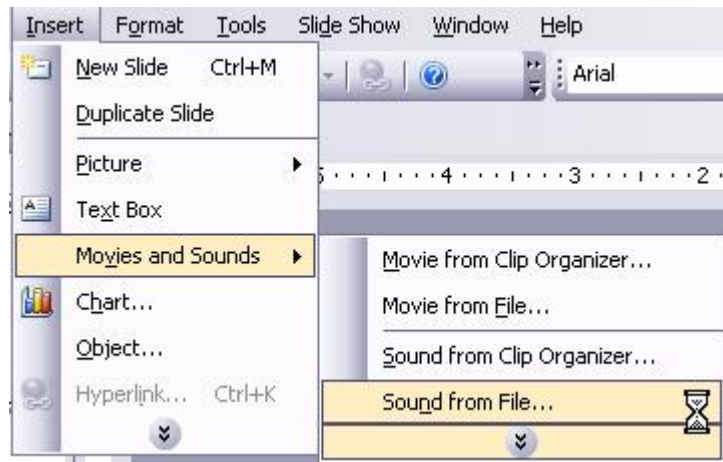 Insert Format Tools Slide Show Window Help
New Slide Ctrl+M
Arial
Duplicate Slide
Picture
5 4 3 2
Text Box
Movies and Sounds
Movie from Clip Organizer...
Chart...
Movie from File...
Object...
Sound from Clip Organizer...
Hyperlink... Ctrl+K
Sound from File...